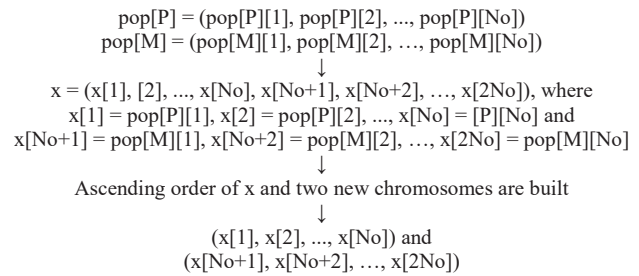 pop[P] = (pop[P][1], pop[P][2], ..., pop[P][No])
pop[M] = (pop[M][1], pop[M][2], …, pop[M][No])
↓
x = (x[1], [2], ..., x[No], x[No+1], x[No+2], …, x[2No]), where
x[1] = pop[P][1], x[2] = pop[P][2], ..., x[No] = [P][No] and
x[No+1] = pop[M][1], x[No+2] = pop[M][2], …, x[2No] = pop[M][No]
↓
Ascending order of x and two new chromosomes are built
↓
(x[1], x[2], ..., x[No]) and
(x[No+1], x[No+2], …, x[2No])